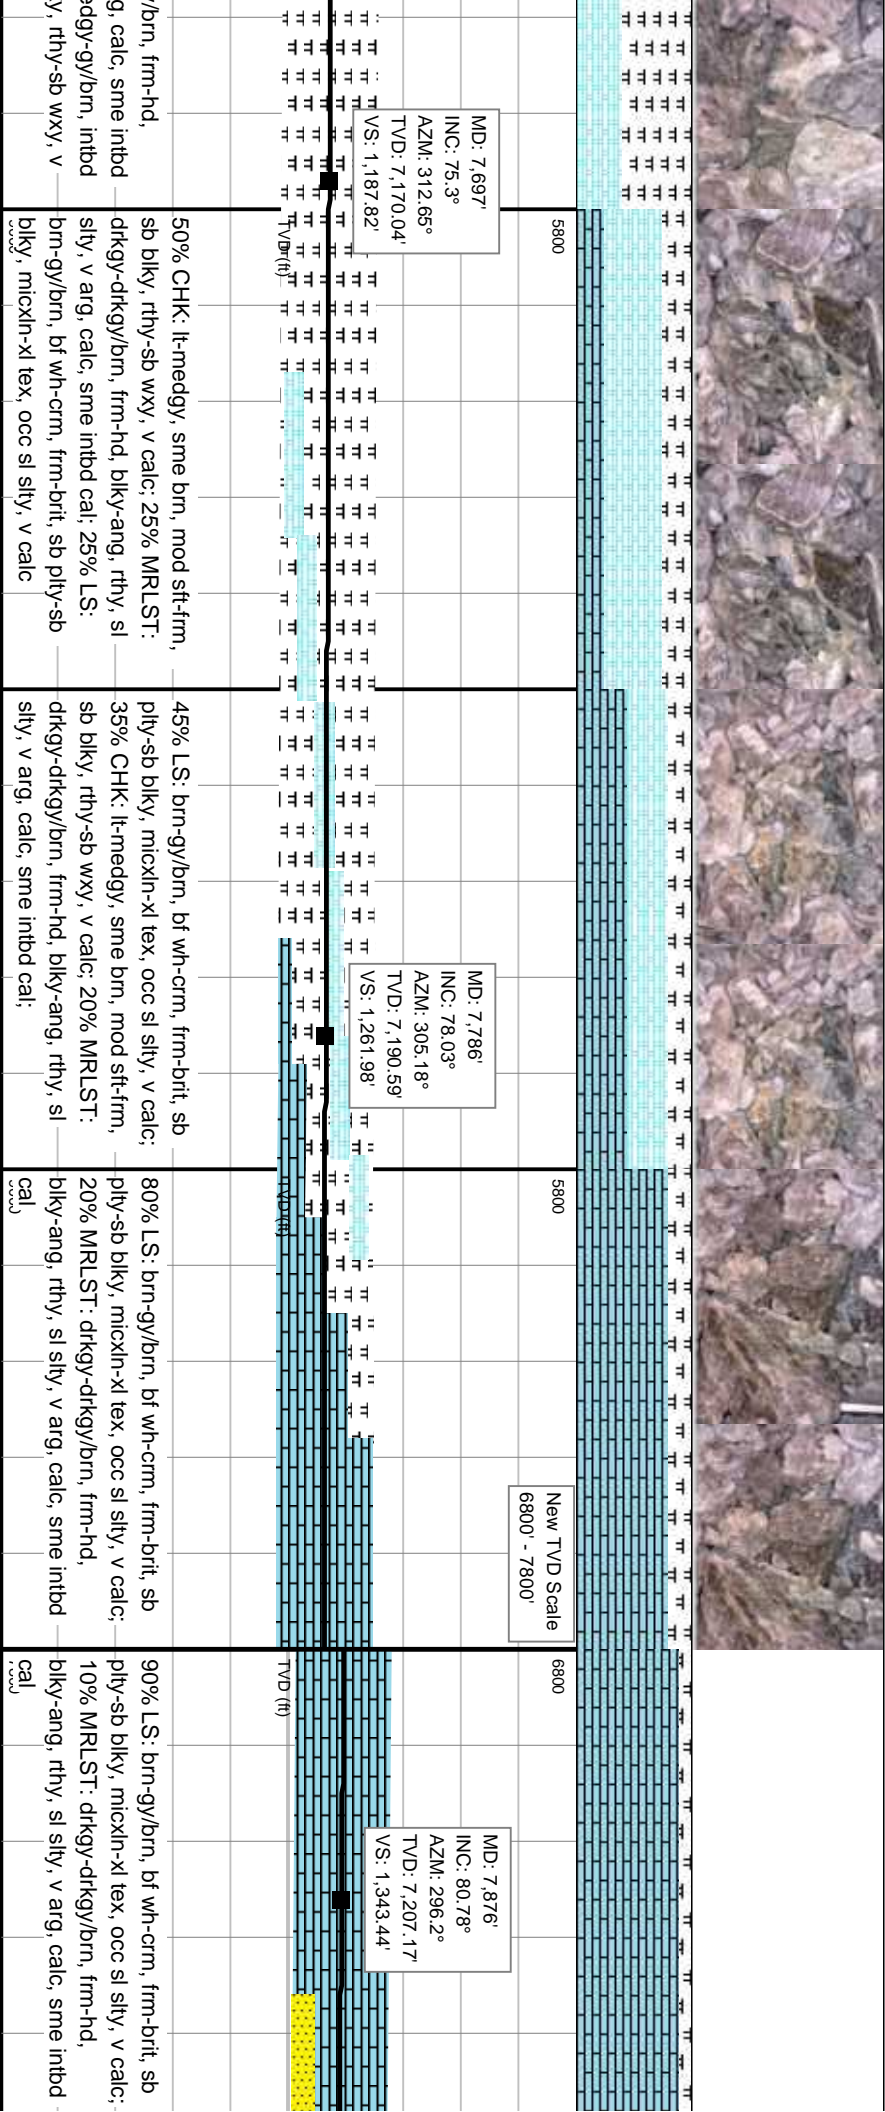 /brn, frm-hd,
g, calc, sme intbd
edgy-gy/brn, intbd
y, rthy-sb wxy, v
MD: 7,697'
INC: 75.3°
AZM: 312.65°
TVD: 7,170.04'
VS: 1,187.82'
5800
TVD (ft)
50% CHK: lt-medgy, sme brn, mod sft-frm,
sb blky, rthy-sb wxy, v calc; 25% MRLST:
drkgy-drkgy/brn, frm-hd, blky-ang, rthy, sl
slty, v arg, calc, sme intbd cal; 25% LS:
brn-gy/brn, bf wh-crm, frm-brit, sb plty-sb
blky, micxln-xl tex, occ sl slty, v calc
45% LS: brn-gy/brn, bf wh-crm, frm-brit, sb
plty-sb blky, micxln-xl tex, occ sl slty, v calc;
35% CHK: lt-medgy, sme brn, mod sft-frm,
sb blky, rthy-sb wxy, v calc; 20% MRLST:
drkgy-drkgy/brn, frm-hd, blky-ang, rthy, sl
slty, v arg, calc, sme intbd cal;
MD: 7,786'
INC: 78.03°
AZM: 305.18°
TVD: 7,190.59'
VS: 1,261.98'
5800
TVD (ft)
80% LS: brn-gy/brn, bf wh-crm, frm-brit, sb
plty-sb blky, micxln-xl tex, occ sl slty, v calc;
20% MRLST: drkgy-drkgy/brn, frm-hd,
blky-ang, rthy, sl slty, v arg, calc, sme intbd
cal
New TVD Scale
6800' - 7800'
6800
TVD (ft)
90% LS: brn-gy/brn, bf wh-crm, frm-brit, sb
plty-sb blky, micxln-xl tex, occ sl slty, v calc;
10% MRLST: drkgy-drkgy/brn, frm-hd,
blky-ang, rthy, sl slty, v arg, calc, sme intbd
cal
MD: 7,876'
INC: 80.78°
AZM: 296.2°
TVD: 7,207.17'
VS: 1,343.44'